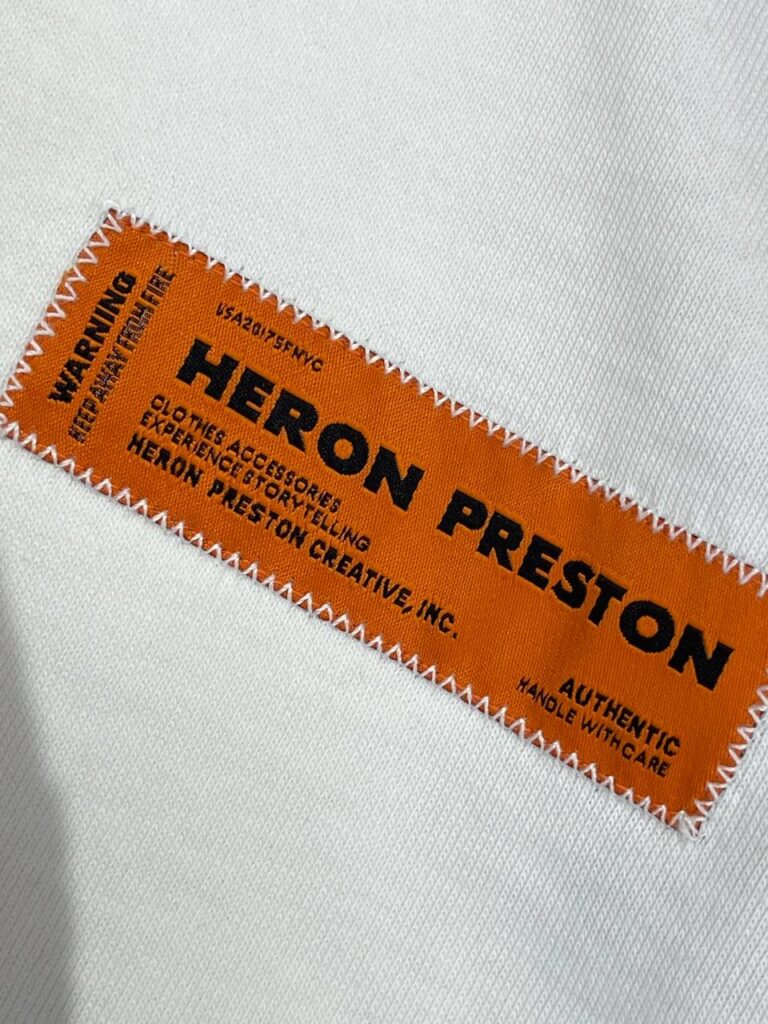 WARNING
KEEP AWAY FROM FIRE
USA2017SFNYC
HERON PRESTON
CLOTHES ACCESSORIES
EXPERIENCE STORYTELLING
HERON PRESTON CREATIVE, INC.
AUTHENTIC
HANDLE WITH CARE